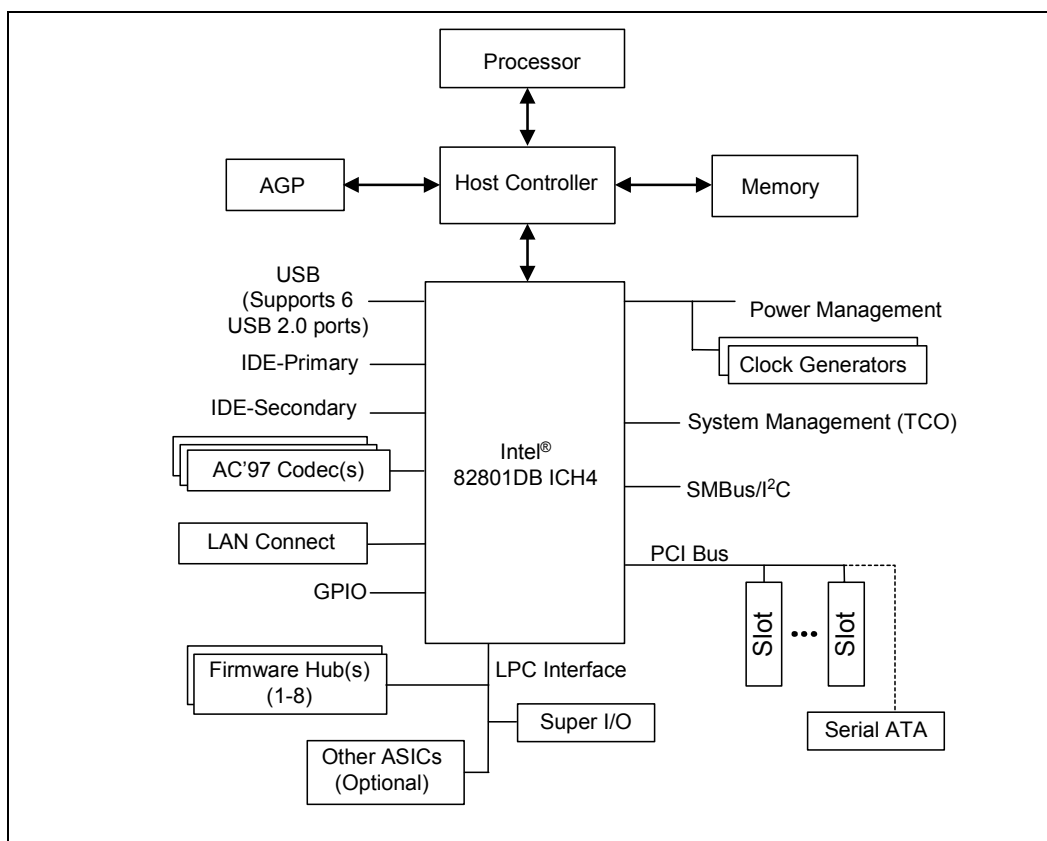 Processor
AGP
Host Controller
Memory
USB
(Supports 6
USB 2.0 ports)
Power Management
IDE-Primary
Clock Generators
IDE-Secondary
System Management (TCO)
Intel®
82801DB ICH4
AC'97 Codec(s)
SMBus/I²C
LAN Connect
PCI Bus
GPIO
Slot
•••
Slot
Firmware Hub(s)
(1-8)
LPC Interface
Super I/O
Serial ATA
Other ASICs
(Optional)